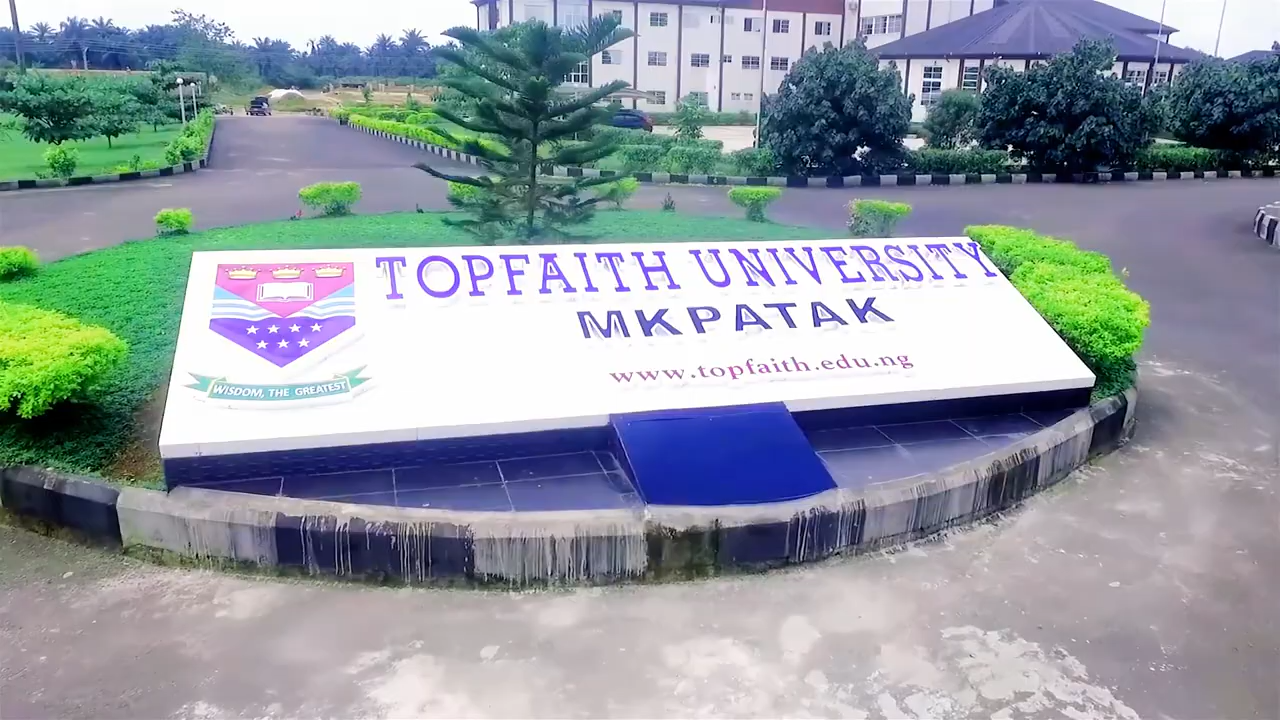 TOPFAITH UNIVERSITY
MKPATAK
www.topfaith.edu.ng
WISDOM, THE GREATEST